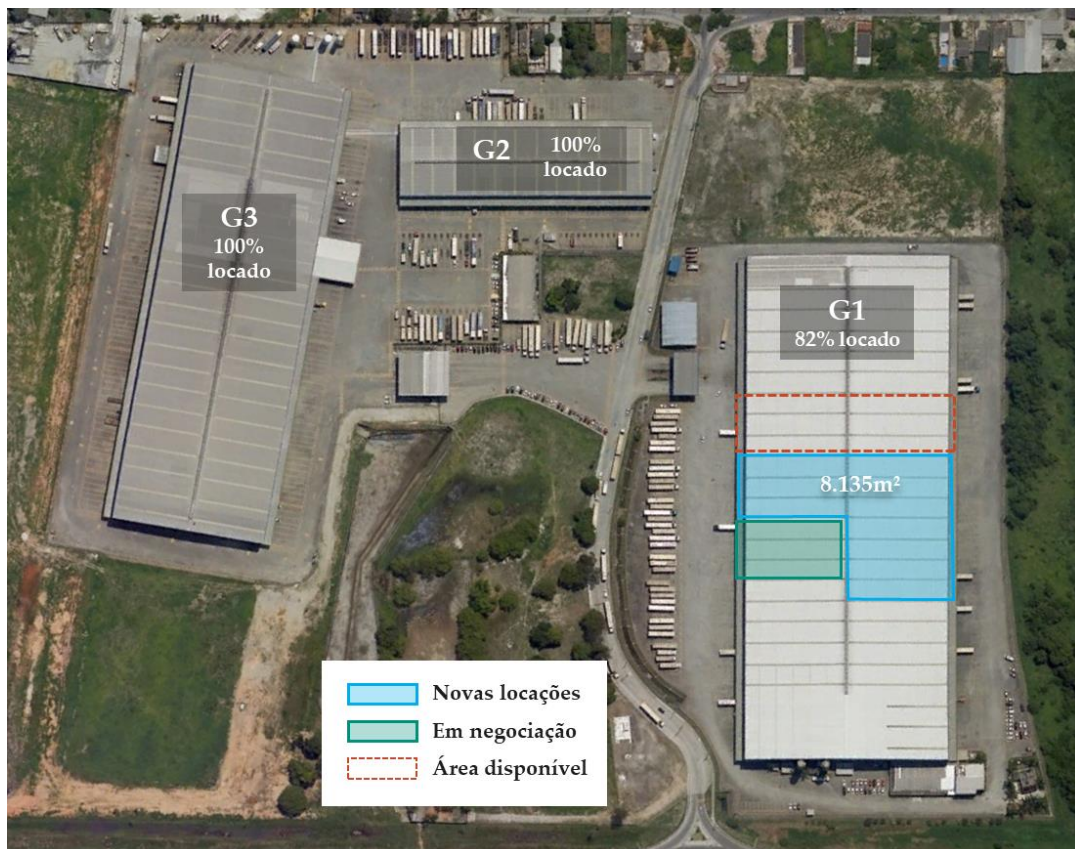 G2
100%
locado
G3
100%
locado
G1
82% locado
8.135m²
Novas locações
Em negociação
Área disponível